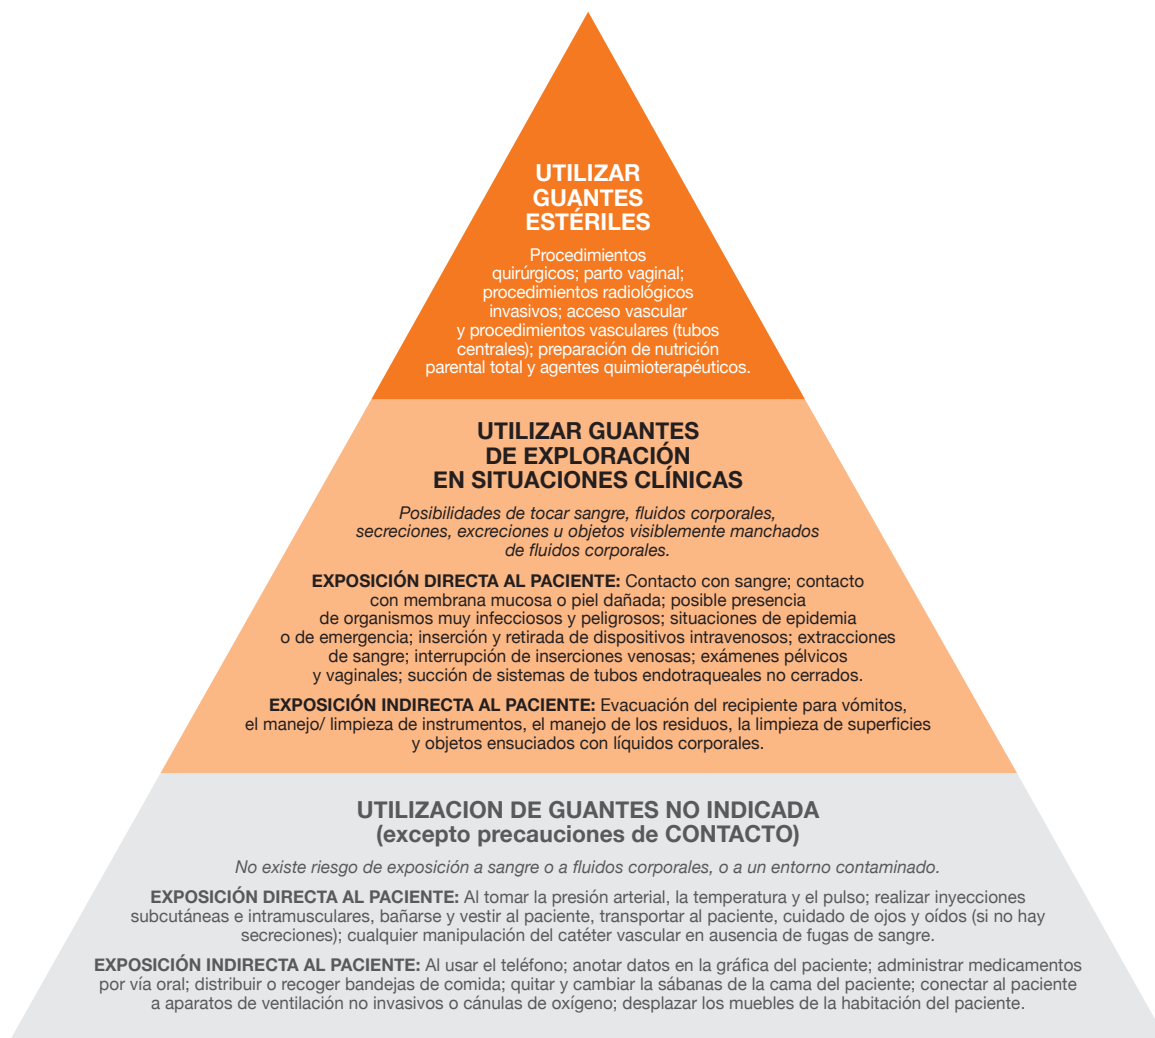 UTILIZAR
GUANTES
ESTÉRILES
Procedimientos
quirúrgicos; parto vaginal;
procedimientos radiológicos
invasivos; acceso vascular
y procedimientos vasculares (tubos
centrales); preparación de nutrición
parental total y agentes quimioterapéuticos.
UTILIZAR GUANTES
DE EXPLORACIÓN
EN SITUACIONES CLÍNICAS
Posibilidades de tocar sangre, fluidos corporales,
secreciones, excreciones u objetos visiblemente manchados
de fluidos corporales.
EXPOSICIÓN DIRECTA AL PACIENTE: Contacto con sangre; contacto
con membrana mucosa o piel dañada; posible presencia
de organismos muy infecciosos y peligrosos; situaciones de epidemia
o de emergencia; inserción y retirada de dispositivos intravenosos; extracciones
de sangre; interrupción de inserciones venosas; exámenes pélvicos
y vaginales; succión de sistemas de tubos endotraqueales no cerrados.
EXPOSICIÓN INDIRECTA AL PACIENTE: Evacuación del recipiente para vómitos,
el manejo/ limpieza de instrumentos, el manejo de los residuos, la limpieza de superficies
y objetos ensuciados con líquidos corporales.
UTILIZACION DE GUANTES NO INDICADA
(excepto precauciones de CONTACTO)
No existe riesgo de exposición a sangre o a fluidos corporales, o a un entorno contaminado.
EXPOSICIÓN DIRECTA AL PACIENTE: Al tomar la presión arterial, la temperatura y el pulso; realizar inyecciones
subcutáneas e intramusculares, bañarse y vestir al paciente, transportar al paciente, cuidado de ojos y oídos (si no hay
secreciones); cualquier manipulación del catéter vascular en ausencia de fugas de sangre.
EXPOSICIÓN INDIRECTA AL PACIENTE: Al usar el teléfono; anotar datos en la gráfica del paciente; administrar medicamentos
por vía oral; distribuir o recoger bandejas de comida; quitar y cambiar la sábanas de la cama del paciente; conectar al paciente
a aparatos de ventilación no invasivos o cánulas de oxígeno; desplazar los muebles de la habitación del paciente.